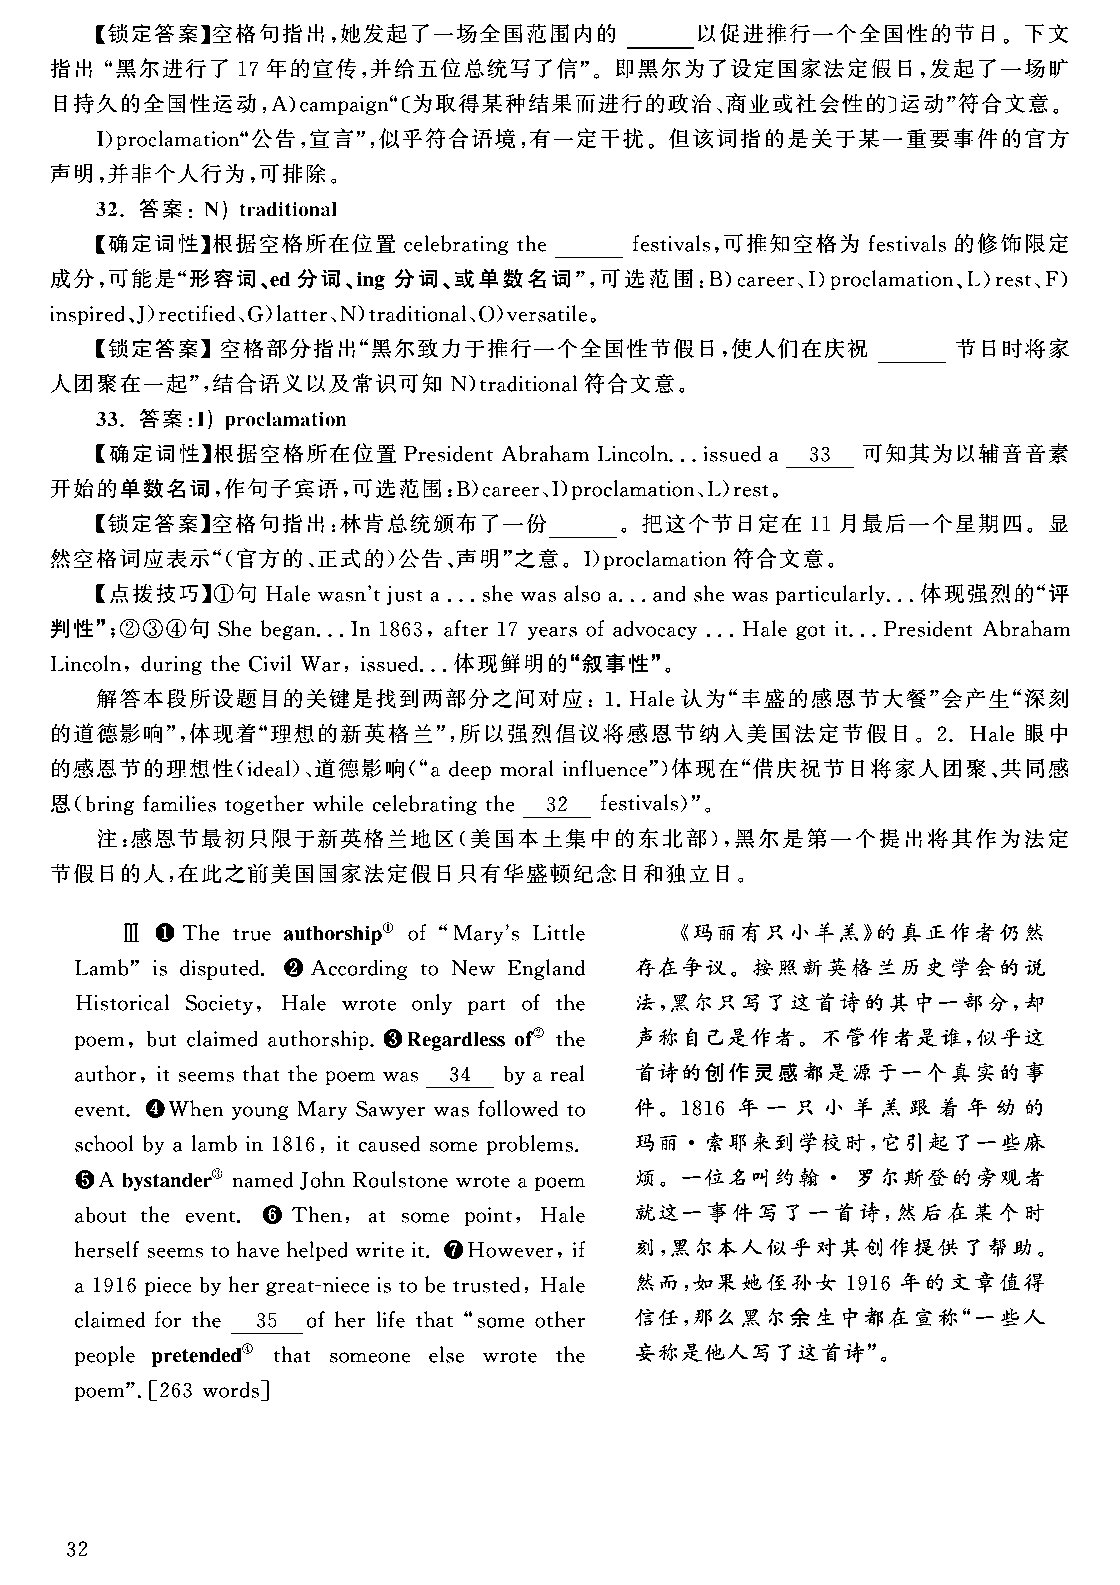 【锁定答案】空格句指出,她发起了一场全国范围内的 ______ 以促进推行一个全国性的节日。下文
指出 “黑尔进行了 17 年的宣传,并给五位总统写了信”。即黑尔为了设定国家法定假日,发起了一场旷
日持久的全国性运动,A)campaign“〔为取得某种结果而进行的政治、商业或社会性的〕运动”符合文意。
I)proclamation“公告,宣言”,似乎符合语境,有一定干扰。但该词指的是关于某一重要事件的官方
声明,并非个人行为,可排除。
32. 答案: N) traditional
【确定词性】根据空格所在位置 celebrating the ______ festivals,可推知空格为 festivals 的修饰限定
成分,可能是“形容词、ed 分词、ing 分词、或单数名词”,可选范围:B)career、I)proclamation、L)rest、F)
inspired、J)rectified、G)latter、N)traditional、O)versatile。
【锁定答案】空格部分指出“黑尔致力于推行一个全国性节假日,使人们在庆祝 ______ 节日时将家
人团聚在一起”,结合语义以及常识可知 N)traditional 符合文意。
33. 答案:I) proclamation
【确定词性】根据空格所在位置 President Abraham Lincoln...issued a 33 可知其为以辅音音素
开始的单数名词,作句子宾语,可选范围:B)career、I)proclamation、L)rest。
【锁定答案】空格句指出:林肯总统颁布了一份______。把这个节日定在 11 月最后一个星期四。显
然空格词应表示“(官方的、正式的)公告、声明”之意。I)proclamation 符合文意。
【点拨技巧】①句 Hale wasn't just a ... she was also a... and she was particularly... 体现强烈的“评
判性”;②③④句 She began... In 1863, after 17 years of advocacy ... Hale got it... President Abraham
Lincoln, during the Civil War, issued... 体现鲜明的“叙事性”。
解答本段所设题目的关键是找到两部分之间对应: 1. Hale 认为“丰盛的感恩节大餐”会产生“深刻
的道德影响”,体现着“理想的新英格兰”,所以强烈倡议将感恩节纳入美国法定节假日。2. Hale 眼中
的感恩节的理想性(ideal)、道德影响(“a deep moral influence”)体现在“借庆祝节日将家人团聚、共同感
恩(bring families together while celebrating the 32 festivals)”。
注:感恩节最初只限于新英格兰地区(美国本土集中的东北部),黑尔是第一个提出将其作为法定
节假日的人,在此之前美国国家法定假日只有华盛顿纪念日和独立日。
Ⅲ ❶ The true authorship① of “Mary's Little
Lamb” is disputed. ❷ According to New England
Historical Society, Hale wrote only part of the
poem, but claimed authorship. ❸ Regardless of② the
author, it seems that the poem was 34 by a real
event. ❹ When young Mary Sawyer was followed to
school by a lamb in 1816, it caused some problems.
❺ A bystander③ named John Roulstone wrote a poem
about the event. ❻ Then, at some point, Hale
herself seems to have helped write it. ❼ However, if
a 1916 piece by her great-niece is to be trusted, Hale
claimed for the 35 of her life that “some other
people pretended④ that someone else wrote the
poem”. [263 words]
《玛丽有只小羊羔》的真正作者仍然
存在争议。按照新英格兰历史学会的说
法,黑尔只写了这首诗的其中一部分,却
声称自己是作者。不管作者是谁,似乎这
首诗的创作灵感都是源于一个真实的事
件。1816 年一只小羊羔跟着年幼的
玛丽·索耶来到学校时,它引起了一些麻
烦。一位名叫约翰· 罗尔斯登的旁观者
就这一事件写了一首诗,然后在某个时
刻,黑尔本人似乎对其创作提供了帮助。
然而,如果她侄孙女 1916 年的文章值得
信任,那么黑尔余生中都在宣称“一些人
妄称是他人写了这首诗”。
32